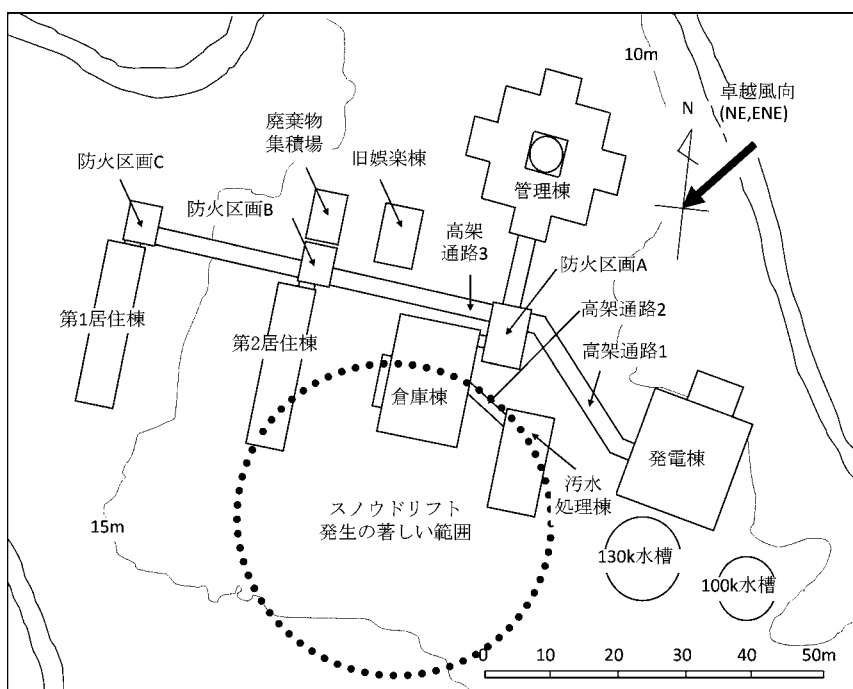 10m
卓越風向
(NE,ENE)
N
廃棄物
集積場
旧娯楽棟
管理棟
防火区画C
防火区画B
高架
通路3
防火区画A
高架通路2
高架通路1
第1居住棟
第2居住棟
倉庫棟
発電棟
汚水
処理棟
スノウドリフト
発生の著しい範囲
15m
130k水槽
100k水槽
0
10
20
30
40
50m